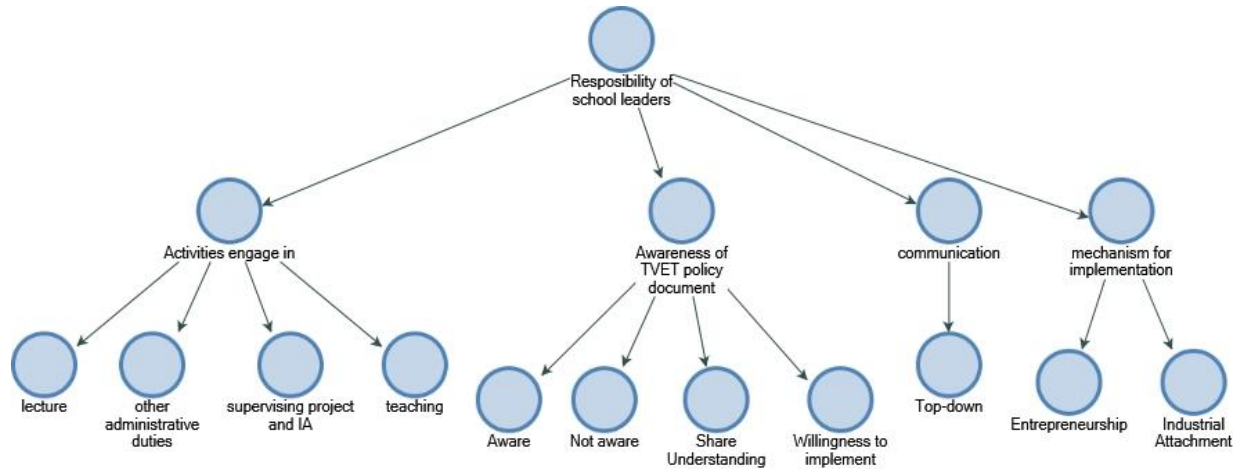 Resposibility of
school leaders
Activities engage in
Awareness of
TVET policy
document
communication
mechanism for
implementation
lecture
other
administrative
duties
supervising project
and IA
teaching
Aware
Not aware
Share
Understanding
Willingness to
implement
Top-down
Entrepreneurship
Industrial
Attachment